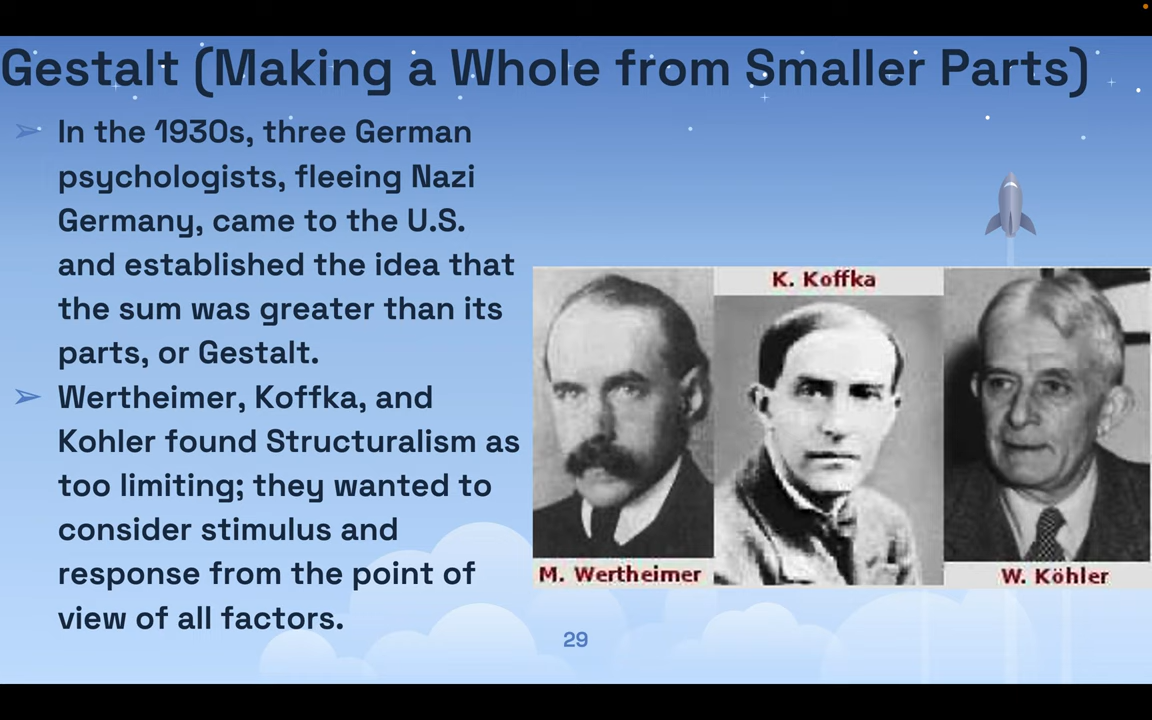 Gestalt (Making a Whole from Smaller Parts)
➢ In the 1930s, three German
psychologists, fleeing Nazi
Germany, came to the U.S.
and established the idea that
the sum was greater than its
parts, or Gestalt.
➢ Wertheimer, Koffka, and
Kohler found Structuralism as
too limiting; they wanted to
consider stimulus and
response from the point of
view of all factors.
K. Koffka
M. Wertheimer
W. Köhler
29